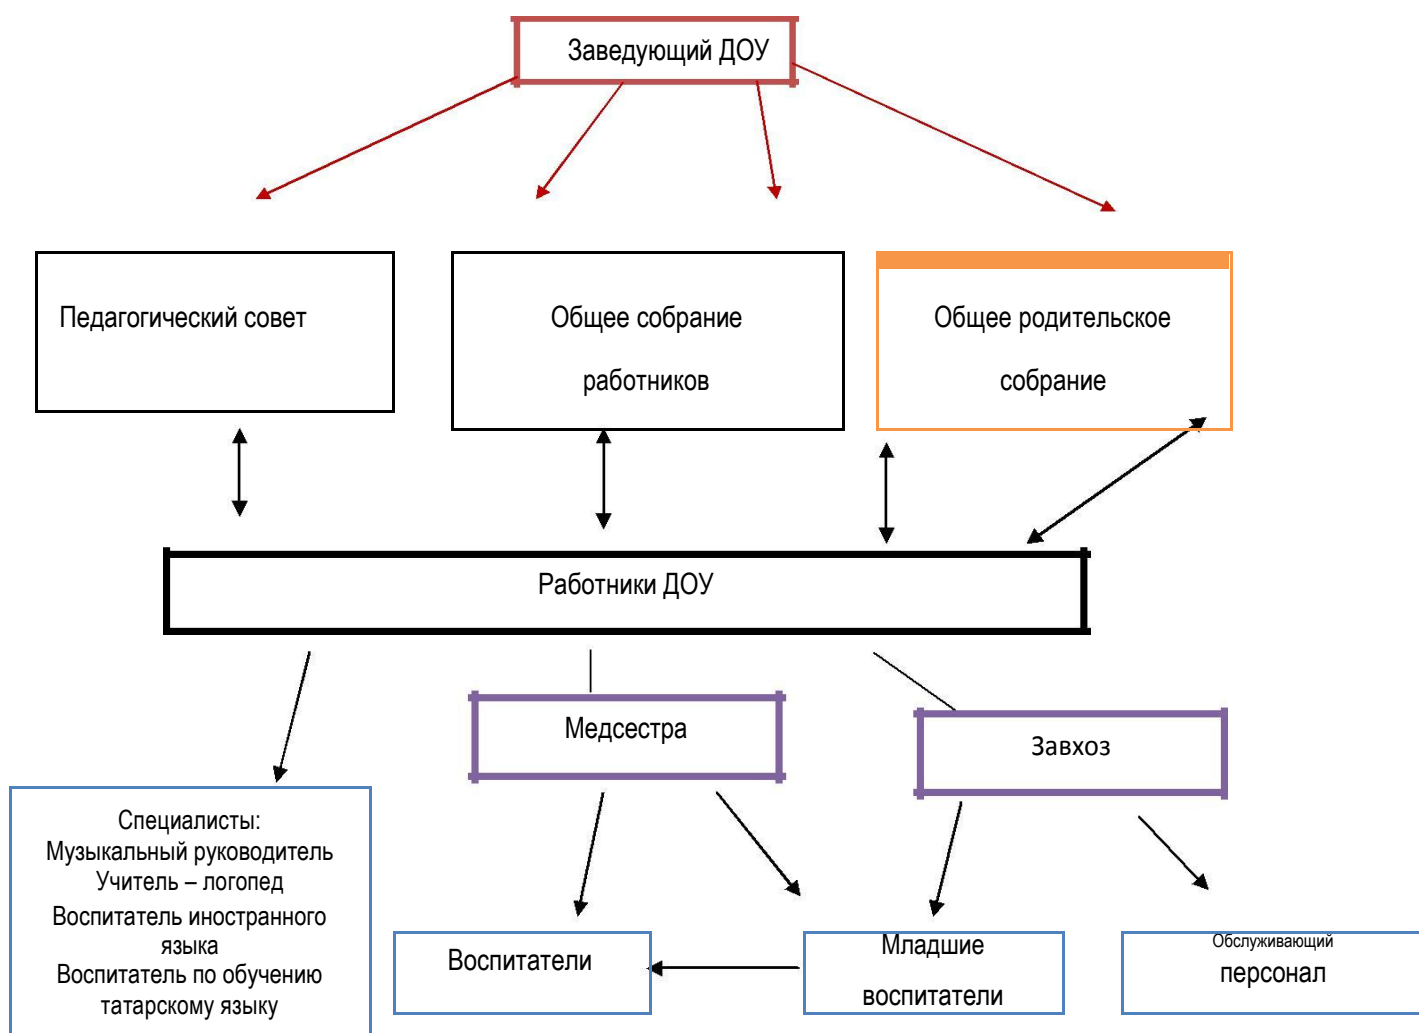 Заведующий ДОУ
Педагогический совет
Общее собрание
работников
Общее родительское
собрание
Работники ДОУ
Медсестра
Завхоз
Специалисты:
Музыкальный руководитель
Учитель – логопед
Воспитатель иностранного
языка
Воспитатель по обучению
татарскому языку
Воспитатели
Младшие
воспитатели
Обслуживающий
персонал